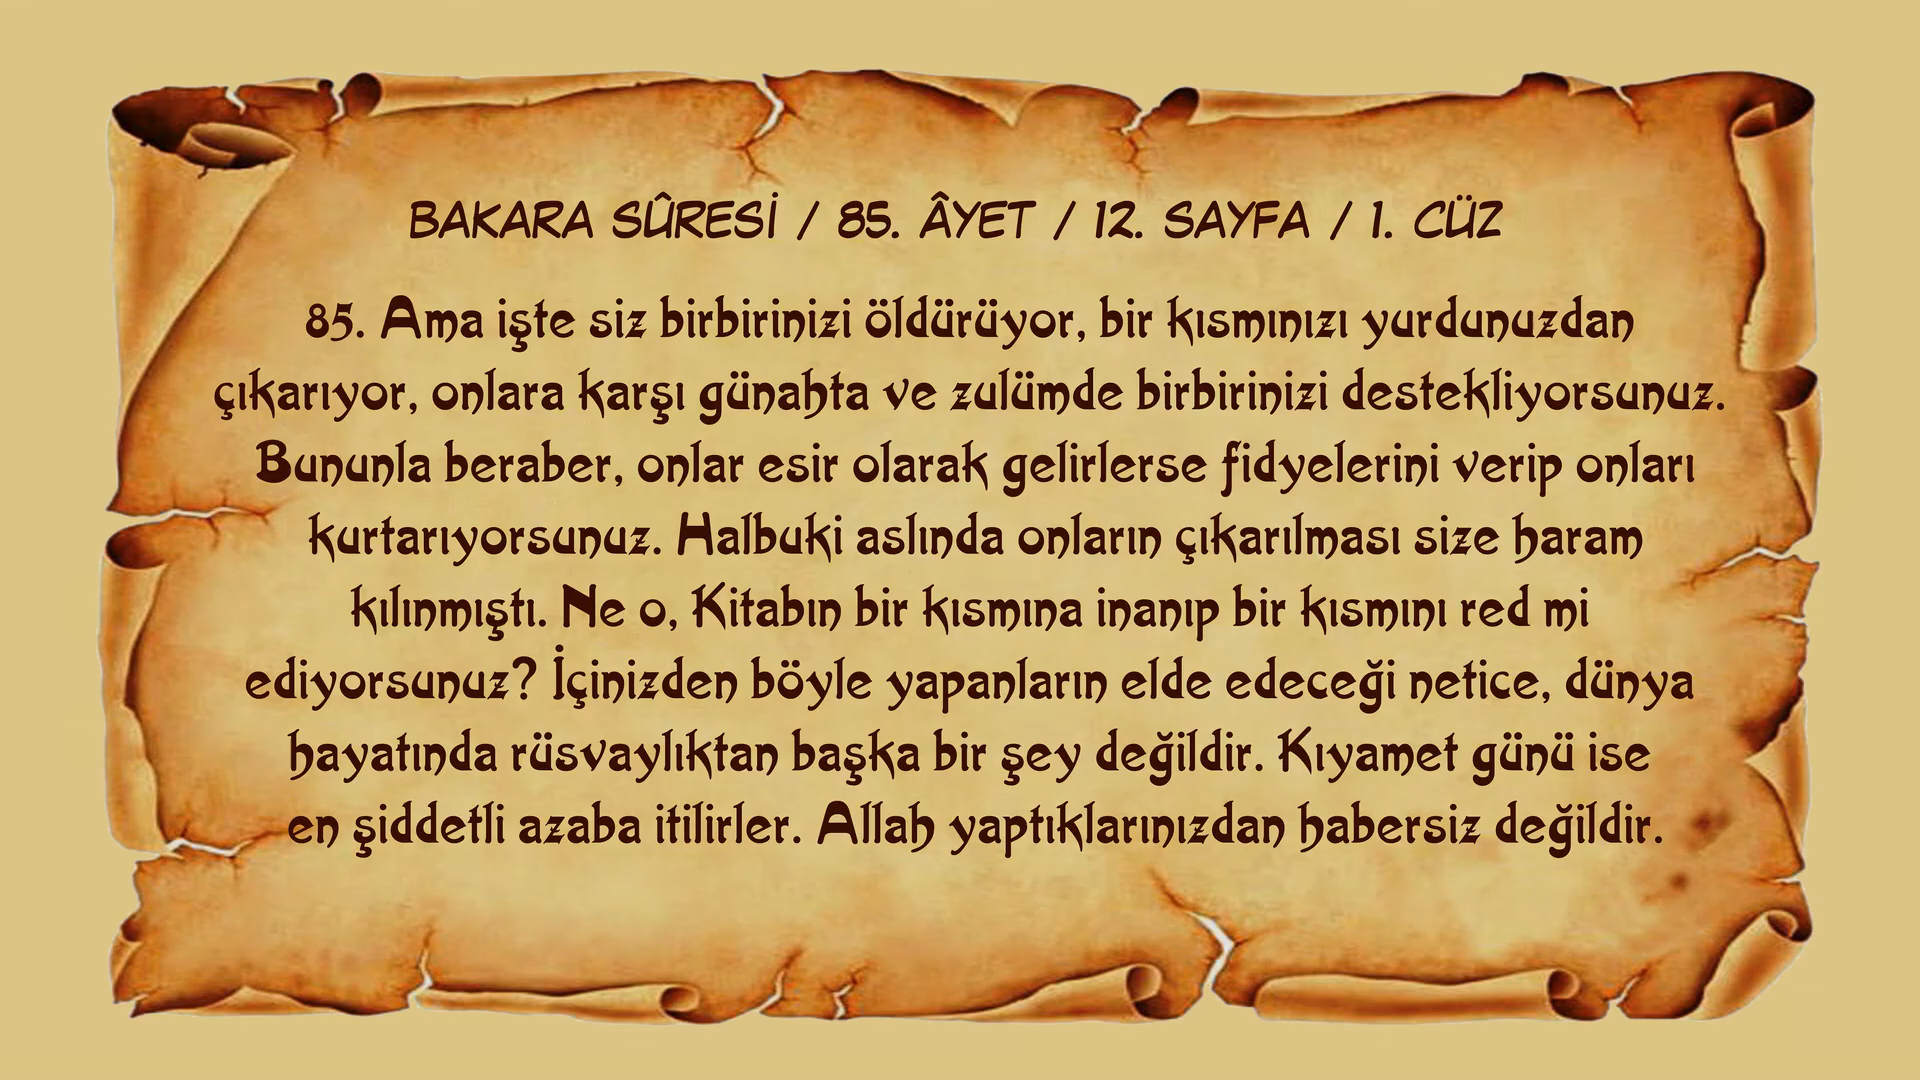 BAKARA SÛRESİ / 85. ÂYET / 12. SAYFA / 1. CÜZ
85. Ama işte siz birbirinizi öldürüyor, bir kısmınızı yurdunuzdan
çıkarıyor, onlara karşı günahta ve zulümde birbirinizi destekliyorsunuz.
Bununla beraber, onlar esir olarak gelirlerse fidyelerini verip onları
kurtarıyorsunuz. Halbuki aslında onların çıkarılması size haram
kılınmıştı. Ne o, Kitabın bir kısmına inanıp bir kısmını red mi
ediyorsunuz? İçinizden böyle yapanların elde edeceği netice, dünya
hayatında rüsvaylıktan başka bir şey değildir. Kıyamet günü ise
en şiddetli azaba itilirler. Allah yaptıklarınızdan habersiz değildir.